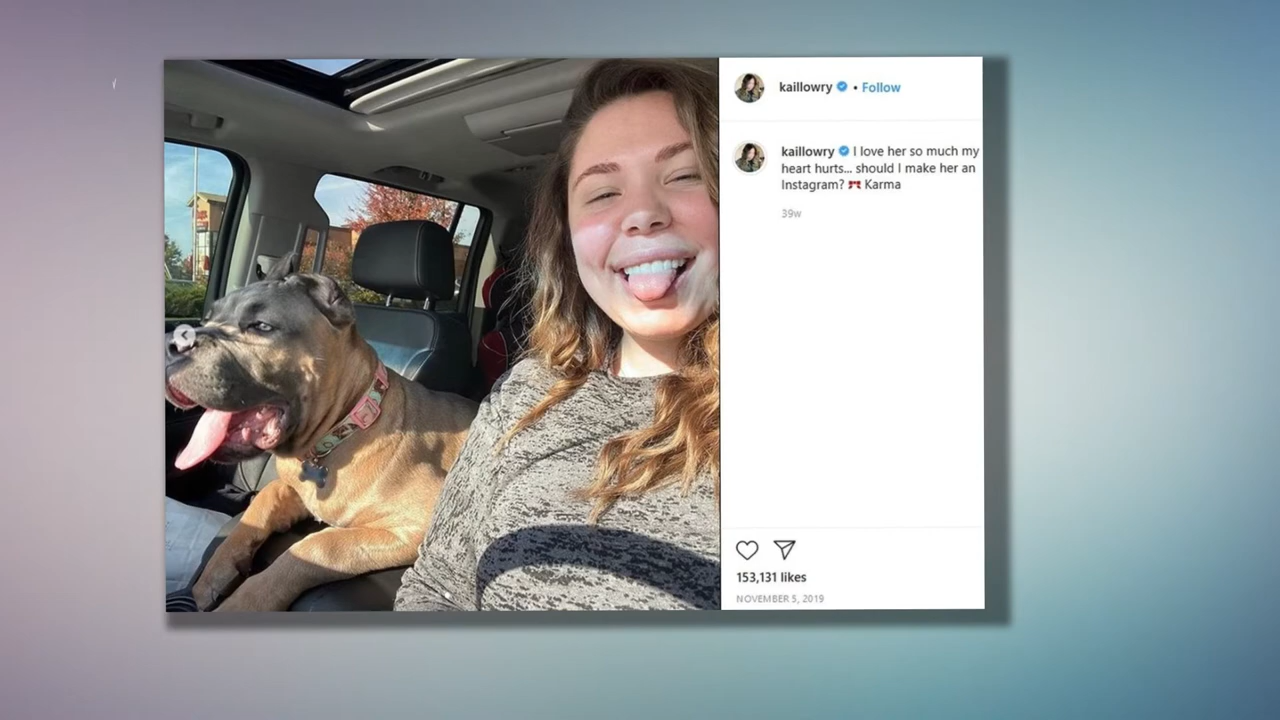 kaillowry • Follow
kaillowry I love her so much my
heart hurts... should I make her an
Instagram? Karma
39w
153,131 likes
NOVEMBER 5, 2019